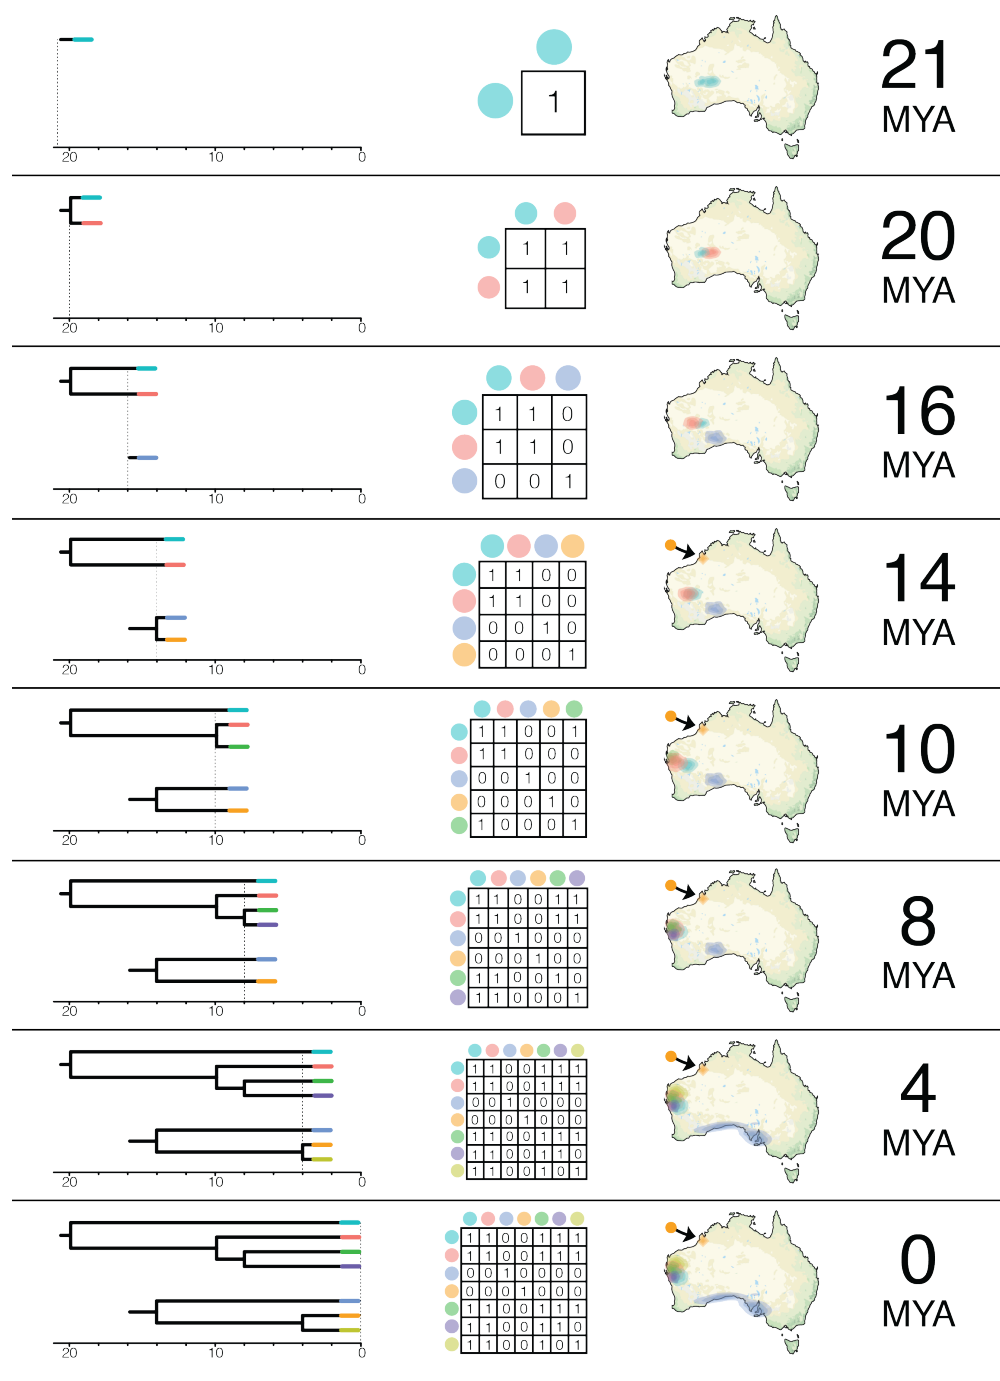 1
21
MYA
20 10 0
1 1
1 1
20
MYA
20 10 0
1 1 0
1 1 0
0 0 1
16
MYA
20 10 0
1 1 0 0
1 1 0 0
0 0 1 0
0 0 0 1
14
MYA
20 10 0
1 1 0 0 1
1 1 0 0 0
0 0 1 0 0
0 0 0 1 0
1 0 0 0 1
10
MYA
20 10 0
1 1 0 0 1 1
1 1 0 0 1 1
0 0 1 0 0 0
0 0 0 1 0 0
1 1 0 0 1 0
1 1 0 0 0 1
8
MYA
20 10 0
1 1 0 0 1 1 1
1 1 0 0 1 1 1
0 0 1 0 0 0 0
0 0 0 1 0 0 0
1 1 0 0 1 1 1
1 1 0 0 1 1 0
1 1 0 0 1 0 1
4
MYA
20 10 0
1 1 0 0 1 1 1
1 1 0 0 1 1 1
0 0 1 0 0 0 0
0 0 0 1 0 0 0
1 1 0 0 1 1 1
1 1 0 0 1 1 0
1 1 0 0 1 0 1
0
MYA
20 10 0